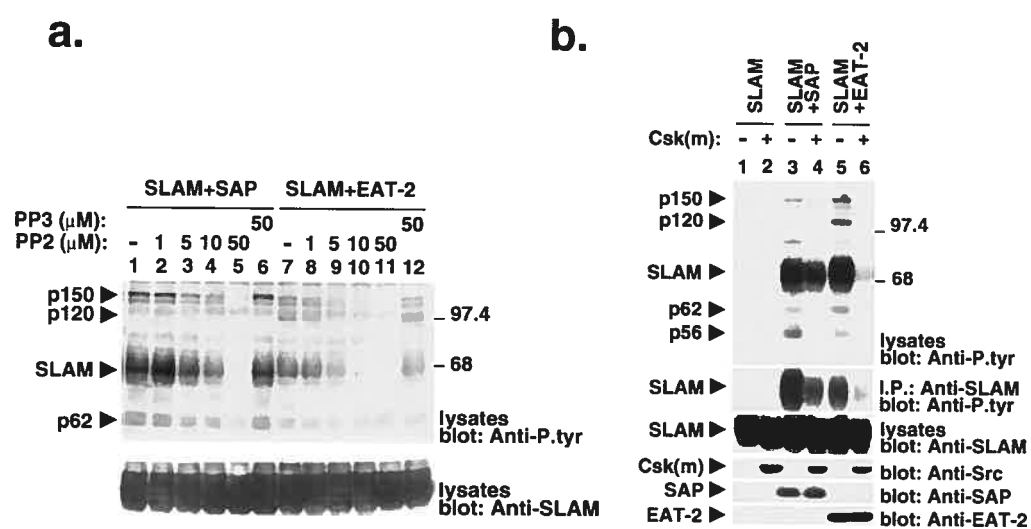 a.
SLAM+SAP SLAM+EAT-2
PP3 (µM): 50 50
PP2 (µM): - 1 5 10 50 - 1 5 10 50
1 2 3 4 5 6 7 8 9 10 11 12
p150
p120
97.4
SLAM
68
p62
lysates
blot: Anti-P.tyr
lysates
blot: Anti-SLAM
b.
SLAM
SLAM
+SAP
SLAM
+EAT-2
Csk(m): - + - + - +
1 2 3 4 5 6
p150
p120
97.4
SLAM
68
p62
p56
lysates
blot: Anti-P.tyr
SLAM
I.P.: Anti-SLAM
blot: Anti-P.tyr
SLAM
lysates
blot: Anti-SLAM
Csk(m)
blot: Anti-Src
SAP
blot: Anti-SAP
EAT-2
blot: Anti-EAT-2